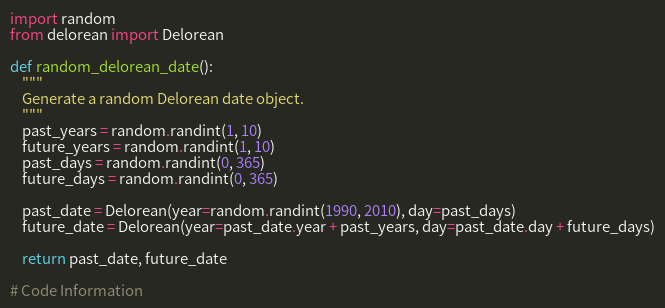 import random
from delorean import Delorean
def random_delorean_date():
"""
Generate a random Delorean date object.
"""
past_years = random.randint(1, 10)
future_years = random.randint(1, 10)
past_days = random.randint(0, 365)
future_days = random.randint(0, 365)
past_date = Delorean(year=random.randint(1990, 2010), day=past_days)
future_date = Delorean(year=past_date.year + past_years, day=past_date.day + future_days)
return past_date, future_date
# Code Information